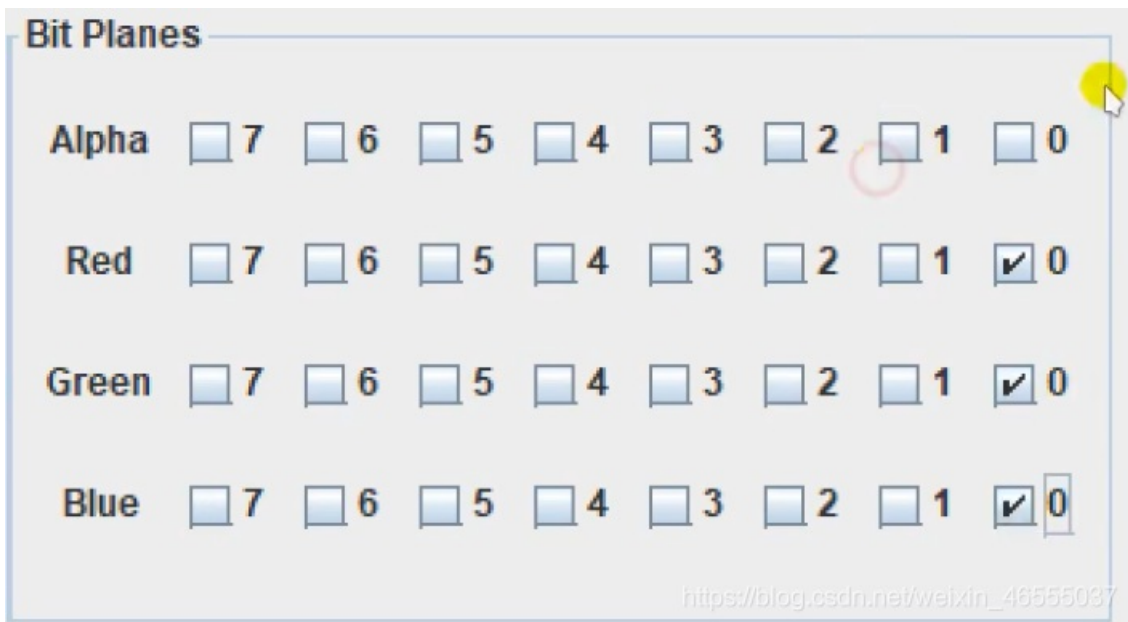 Bit Planes
Alpha 7 6 5 4 3 2 1 0
Red 7 6 5 4 3 2 1 0
Green 7 6 5 4 3 2 1 0
Blue 7 6 5 4 3 2 1 0
https://blog.csdn.net/weixin_46555037